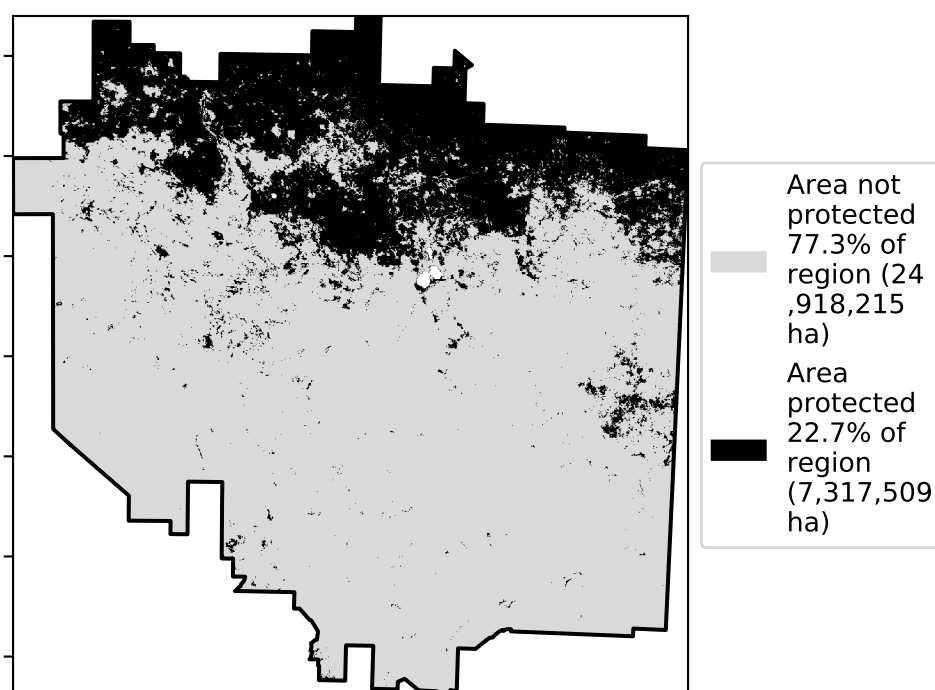 Area not
protected
77.3% of
region (24
,918,215
ha)
Area
protected
22.7% of
region
(7,317,509
ha)